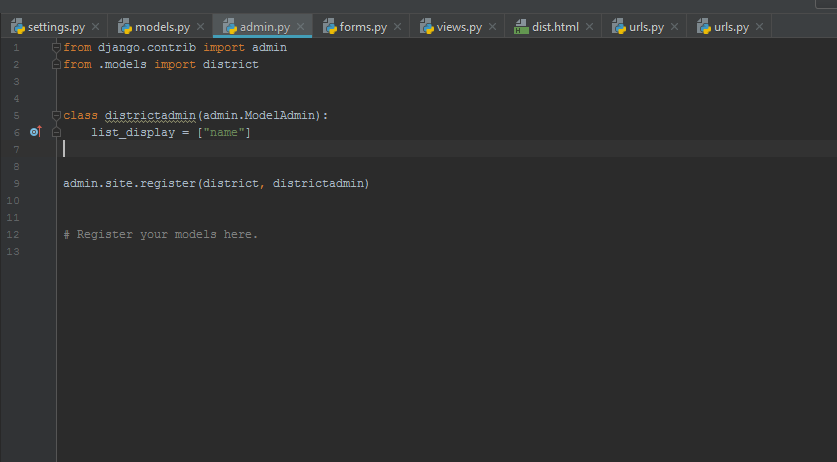 settings.py models.py admin.py forms.py views.py dist.html urls.py urls.py
1 from django.contrib import admin
2 from .models import district
3
4
5 class districtadmin(admin.ModelAdmin):
6     list_display = ["name"]
7
8
9 admin.site.register(district, districtadmin)
10
11
12 # Register your models here.
13